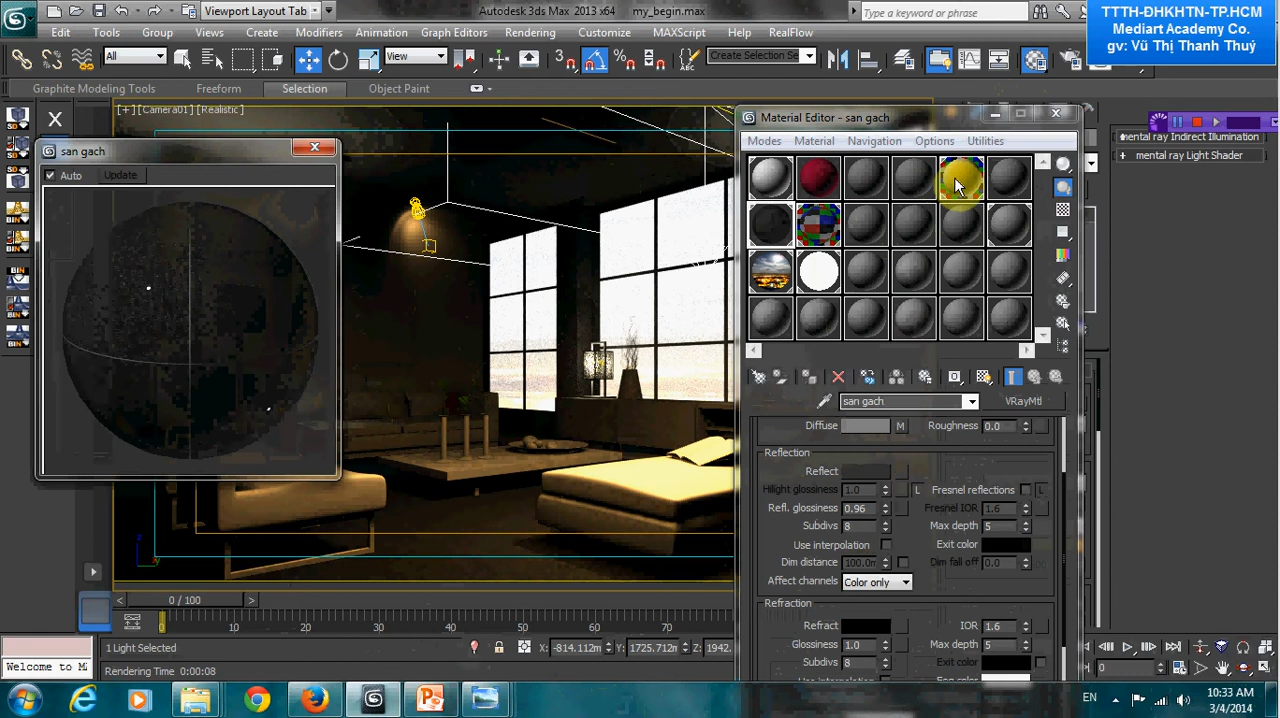 Viewport Layout Tab
Autodesk 3ds Max 2013 x64
my_begin.max
Type a keyword or phrase
TTTH-ĐHKHTN-TP.HCM
Mediart Academy Co.
gv: Vũ Thị Thanh Thuý
Edit
Tools
Group
Views
Create
Modifiers
Animation
Graph Editors
Rendering
Customize
MAXScript
Help
RealFlow
All
View
3
Create Selection Se
Graphite Modeling Tools
Freeform
Selection
Object Paint
[+] [Camera01] [Realistic]
Material Editor - san gach
mental ray Indirect Illumination
+ mental ray Light Shader
san gach
Auto
Update
Modes
Material
Navigation
Options
Utilities
san gach
VRayMtl
Diffuse
M
Roughness 0.0
Reflection
Reflect
Hilight glossiness 1.0
L
Fresnel reflections
L
Refl. glossiness 0.96
Fresnel IOR 1.6
Subdivs 8
Max depth 5
Use interpolation
Exit color
Dim distance 100.0m
Dim fall off 0.0
Affect channels Color only
Refraction
Refract
IOR 1.6
Glossiness 1.0
Max depth 5
Subdivs 8
Exit color
0 / 100
0 10 20 30 40 50 60 70
1 Light Selected
X: -814.112m
Y: 1725.712m
Z: 1942.
Welcome to M
Rendering Time 0:00:08
0
EN
10:33 AM
3/4/2014